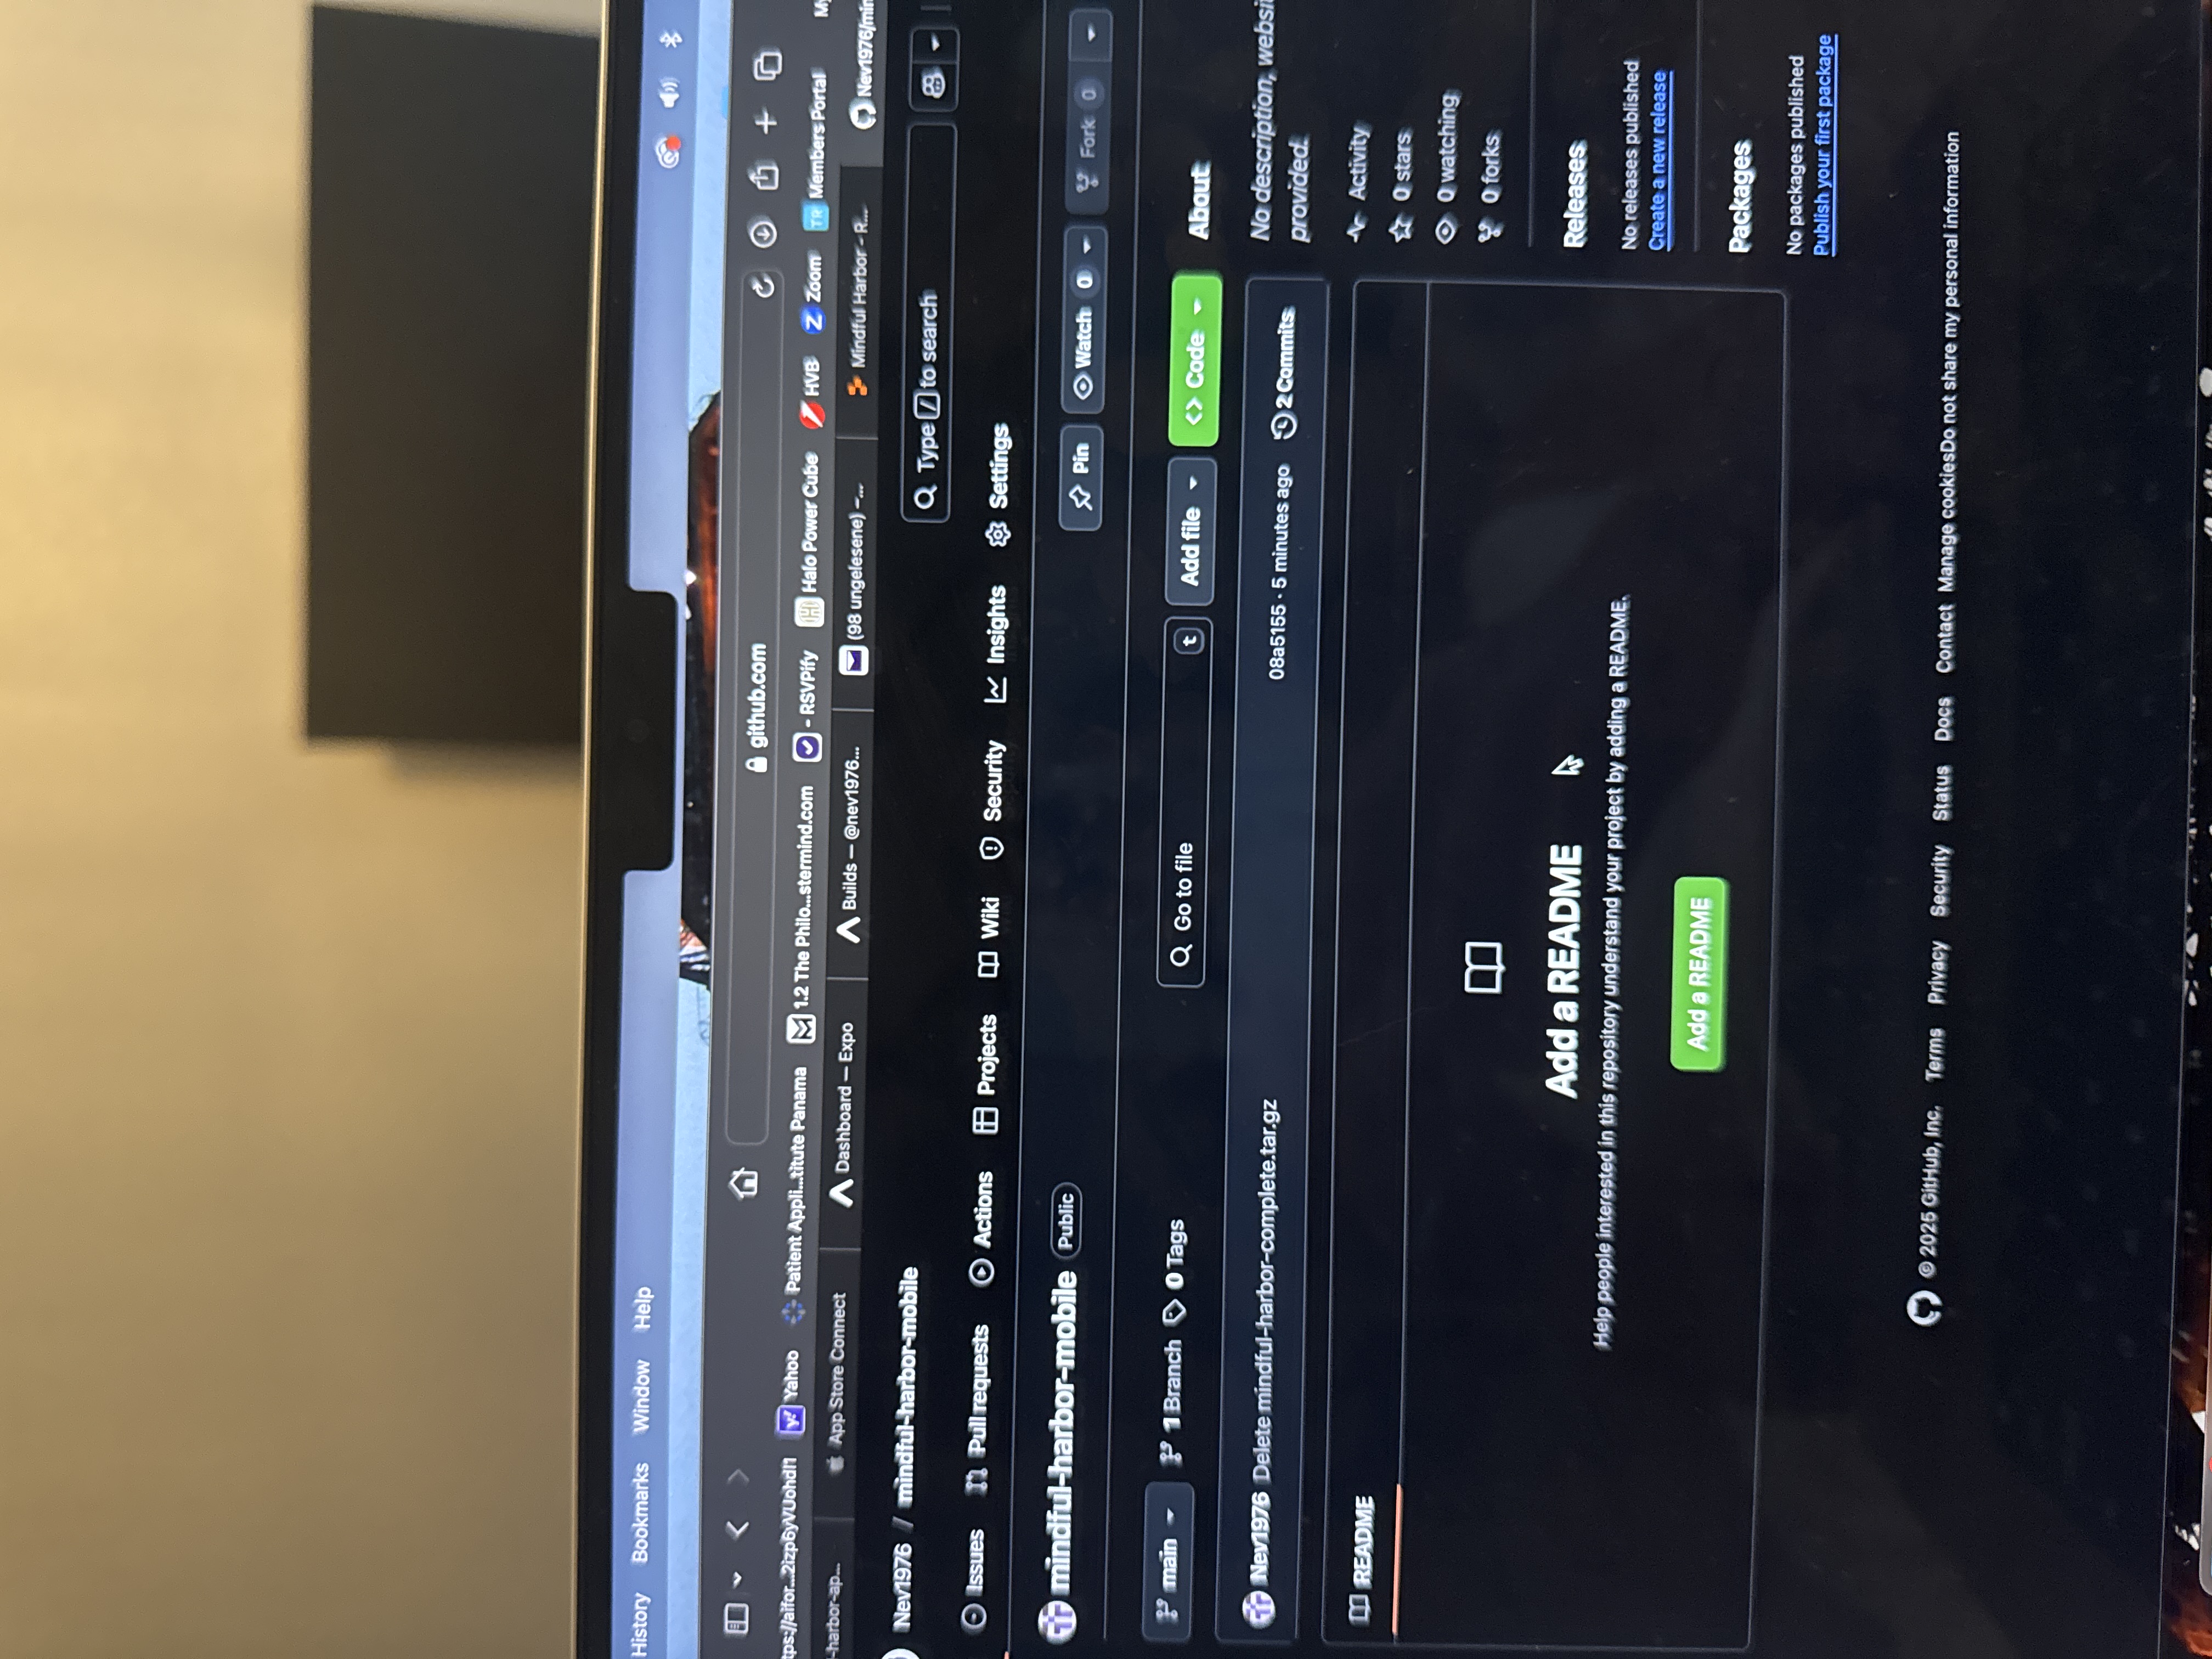 History Bookmarks Window Help
github.com
tps://aifor...2izp6yVUohdI1 Yahoo Patient Appli...titute Panama 1.2 The Philo...stermind.com - RSVPify Halo Power Cube HVB Zoom TR Members Portal My
-harbor-ap... App Store Connect Dashboard — Expo Builds — @nev1976... (98 ungelesene) –... Mindful Harbor - R... Nev1976/min
Nev1976 / mindful-harbor-mobile
Type / to search
Issues Pull requests Actions Projects Wiki Security Insights Settings
mindful-harbor-mobile Public
Pin Watch 0 Fork 0
main 1 Branch 0 Tags Go to file t Add file <> Code
Nev1976 Delete mindful-harbor-complete.tar.gz 08a5155 · 5 minutes ago 2 Commits
README
Add a README
Help people interested in this repository understand your project by adding a README.
Add a README
About
No description, websi
provided.
Activity
0 stars
0 watching
0 forks
Releases
No releases published
Create a new release
Packages
No packages published
Publish your first package
© 2025 GitHub, Inc. Terms Privacy Security Status Docs Contact Manage cookies Do not share my personal information